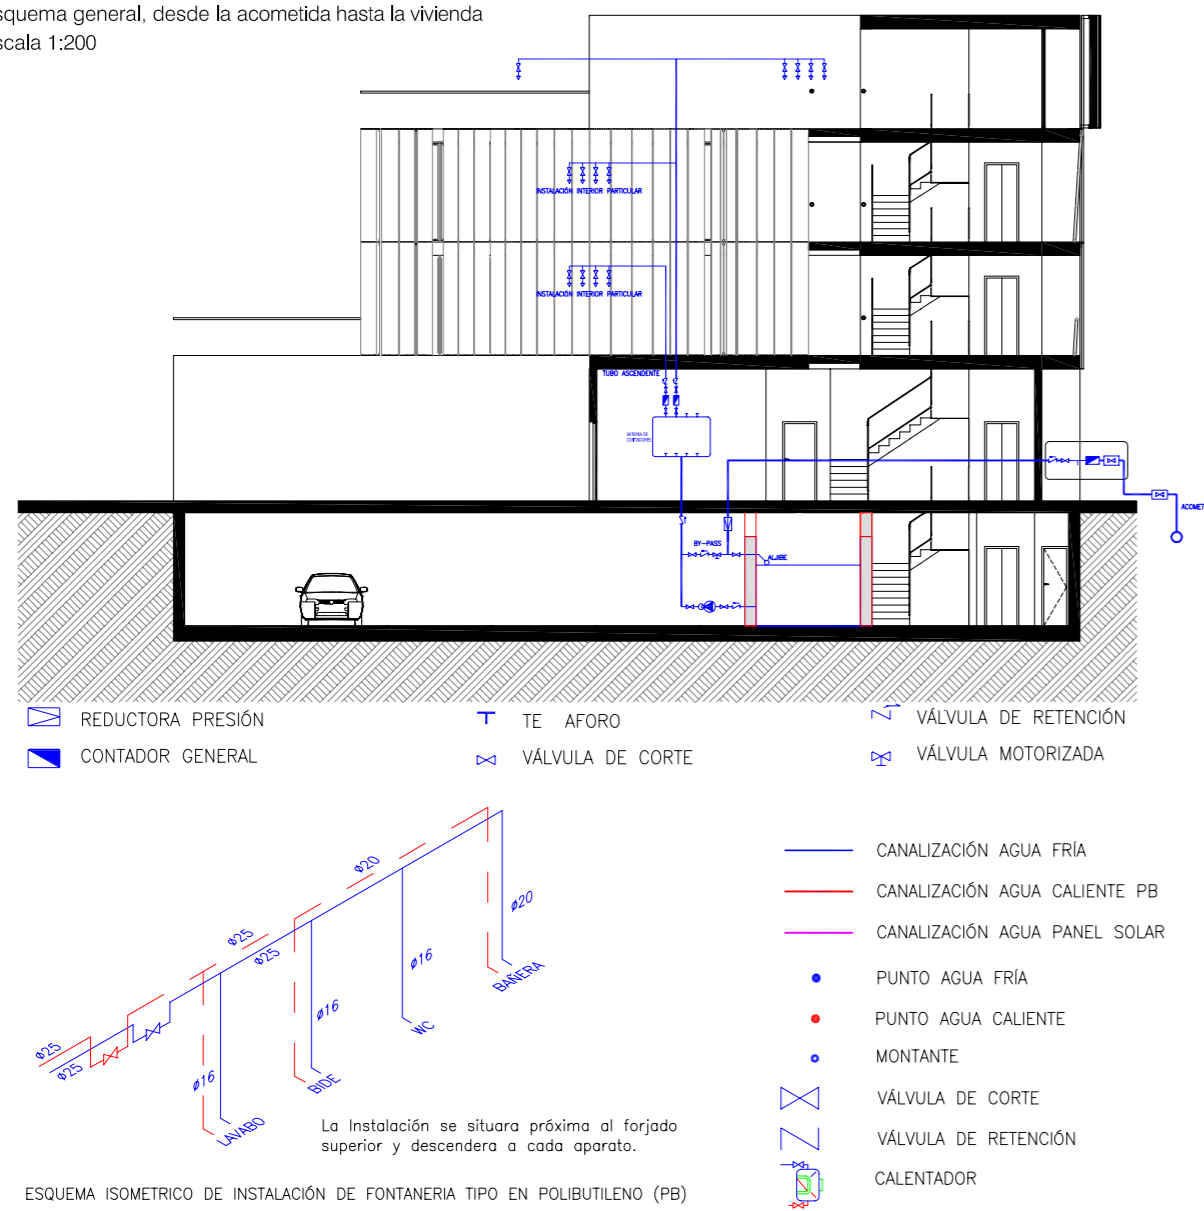 squema general, desde la acometida hasta la vivienda
scala 1:200
INSTALACIÓN INTERIOR PARTICULAR
INSTALACIÓN INTERIOR PARTICULAR
TUBO ASCENDENTE
BATERIA DE
CONTADORES
ACOMET
BY-PASS
ALJIBE
REDUCTORA PRESIÓN
TE AFORO
VÁLVULA DE RETENCIÓN
CONTADOR GENERAL
VÁLVULA DE CORTE
VÁLVULA MOTORIZADA
ø20
ø25
ø25
ø20
ø16
ø16
ø25
ø25
ø16
BAÑERA
WC
BIDE
LAVABO
La Instalación se situara próxima al forjado
superior y descendera a cada aparato.
ESQUEMA ISOMETRICO DE INSTALACIÓN DE FONTANERIA TIPO EN POLIBUTILENO (PB)
CANALIZACIÓN AGUA FRÍA
CANALIZACIÓN AGUA CALIENTE PB
CANALIZACIÓN AGUA PANEL SOLAR
PUNTO AGUA FRÍA
PUNTO AGUA CALIENTE
MONTANTE
VÁLVULA DE CORTE
VÁLVULA DE RETENCIÓN
CALENTADOR